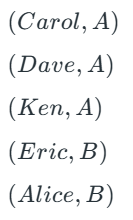 (Carol, A)
(Dave, A)
(Ken, A)
(Eric, B)
(Alice, B)